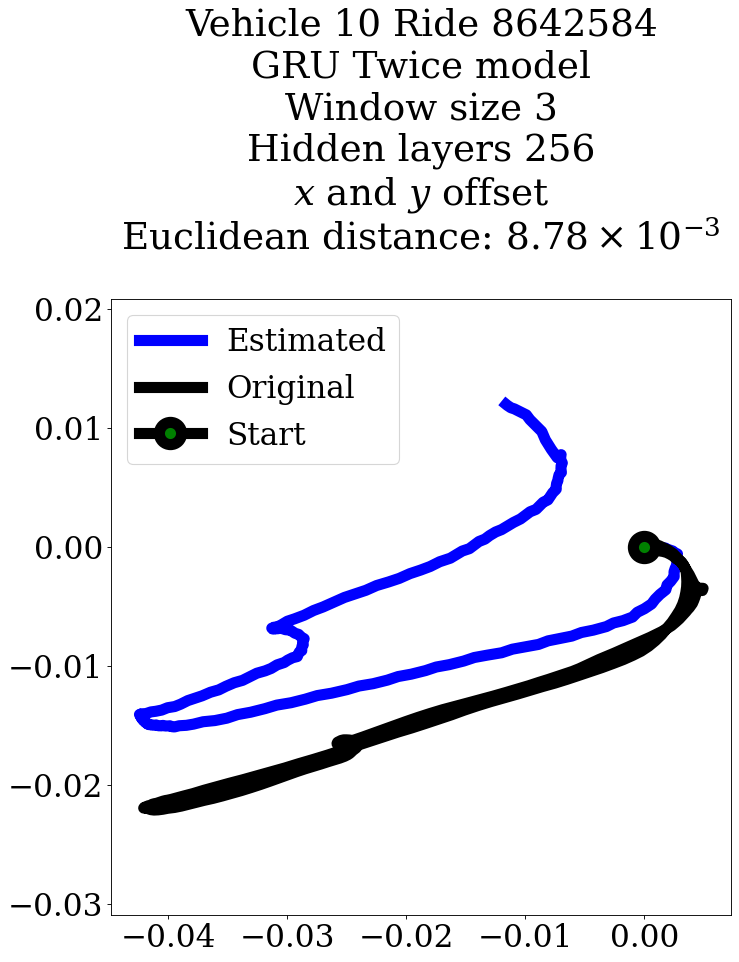 Vehicle 10 Ride 8642584
GRU Twice model
Window size 3
Hidden layers 256
x and y offset
Euclidean distance: 8.78 × 10⁻³
0.02
0.01
0.00
−0.01
−0.02
−0.03
Estimated
Original
Start
−0.04 −0.03 −0.02 −0.01 0.00